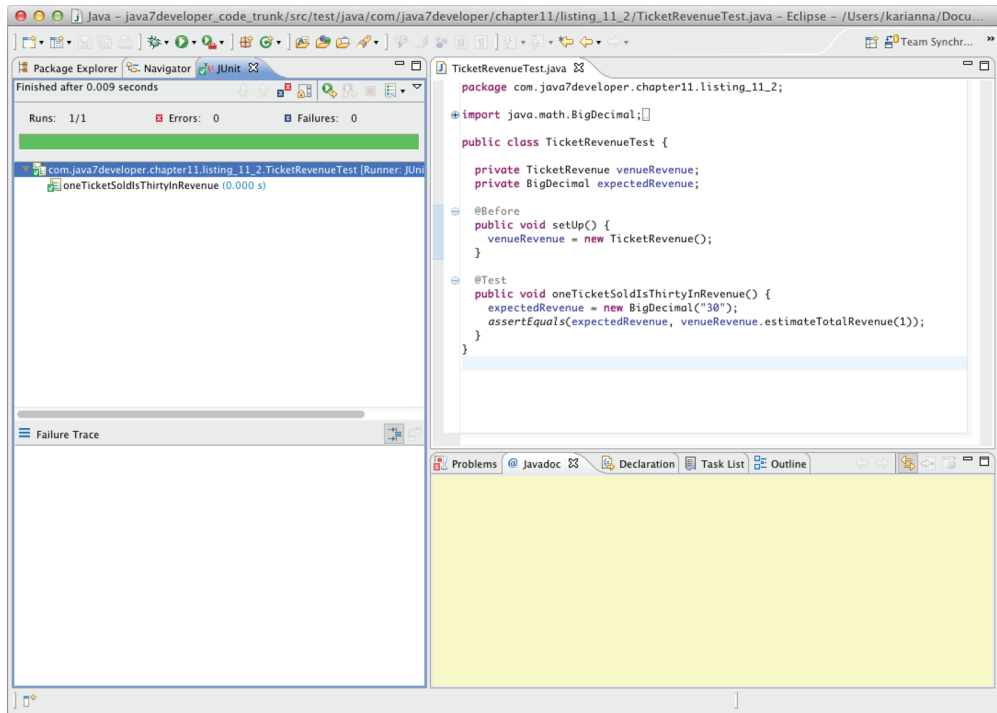 Java – java7developer_code_trunk/src/test/java/com/java7developer/chapter11/listing_11_2/TicketRevenueTest.java – Eclipse – /Users/karianna/Docu...
Team Synchr...
Package Explorer Navigator JUnit
Finished after 0.009 seconds
Runs: 1/1 Errors: 0 Failures: 0
com.java7developer.chapter11.listing_11_2.TicketRevenueTest [Runner: JUni
oneTicketSoldIsThirtyInRevenue (0.000 s)
Failure Trace
TicketRevenueTest.java
package com.java7developer.chapter11.listing_11_2;
import java.math.BigDecimal;
public class TicketRevenueTest {
private TicketRevenue venueRevenue;
private BigDecimal expectedRevenue;
@Before
public void setUp() {
venueRevenue = new TicketRevenue();
}
@Test
public void oneTicketSoldIsThirtyInRevenue() {
expectedRevenue = new BigDecimal("30");
assertEquals(expectedRevenue, venueRevenue.estimateTotalRevenue(1));
}
}
Problems @ Javadoc Declaration Task List Outline